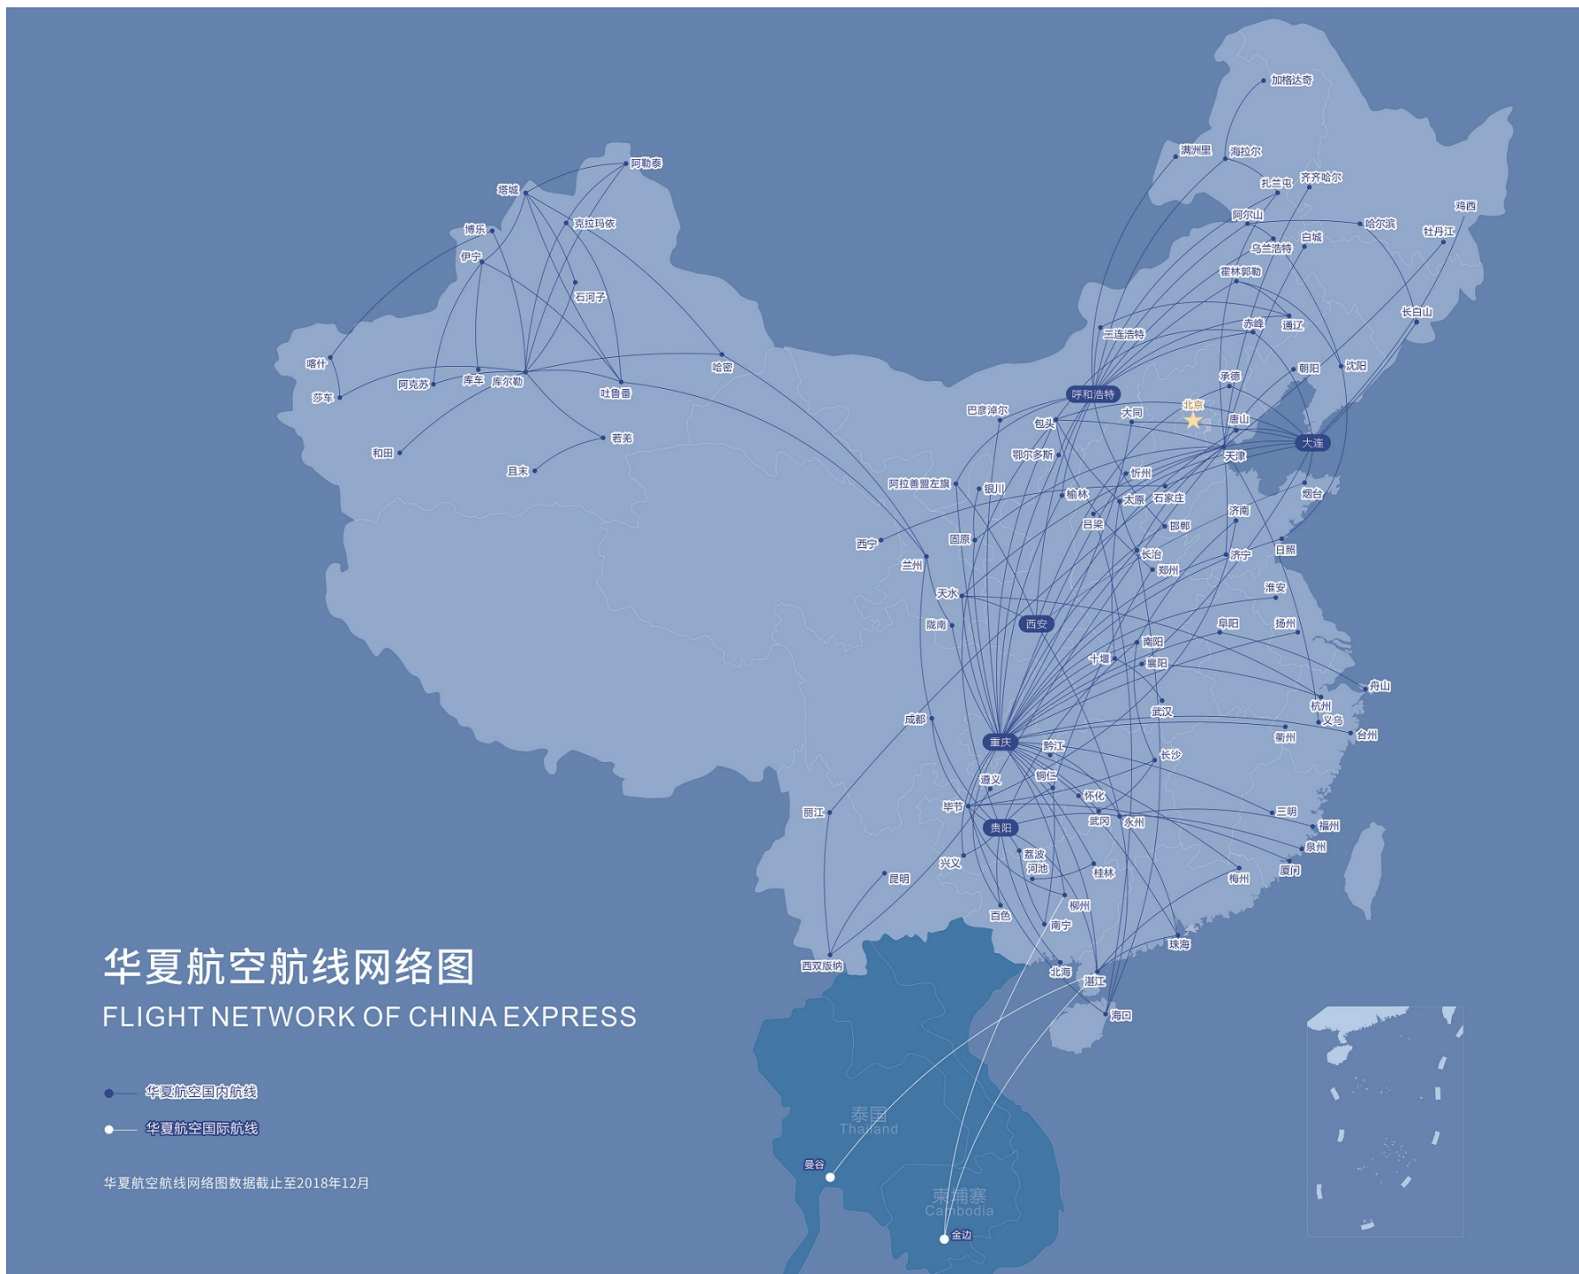 加格达奇
满洲里
海拉尔
阿勒泰
扎兰屯
齐齐哈尔
塔城
鸡西
阿尔山
克拉玛依
哈尔滨
博乐
牡丹江
白城
乌兰浩特
伊宁
霍林郭勒
石河子
长白山
赤峰
通辽
二连浩特
喀什
哈密
沈阳
朝阳
承德
阿克苏
库车
库尔勒
吐鲁番
莎车
呼和浩特
北京
巴彦淖尔
大同
包头
唐山
若羌
大连
和田
鄂尔多斯
天津
且末
忻州
阿拉善盟左旗
银川
榆林
太原
石家庄
烟台
济南
吕梁
邯郸
西宁
固原
日照
长治
济宁
兰州
郑州
天水
淮安
陇南
西安
阜阳
扬州
南阳
十堰
襄阳
舟山
杭州
武汉
成都
义乌
重庆
黔江
衢州
台州
长沙
遵义
铜仁
怀化
毕节
丽江
三明
武冈
永州
贵阳
福州
泉州
荔波
兴义
河池
桂林
厦门
昆明
梅州
柳州
百色
南宁
珠海
西双版纳
北海
湛江
海口
华夏航空航线网络图
FLIGHT NETWORK OF CHINA EXPRESS
华夏航空国内航线
华夏航空国际航线
华夏航空航线网络图数据截止至2018年12月
泰国
Thailand
曼谷
柬埔寨
Cambodia
金边